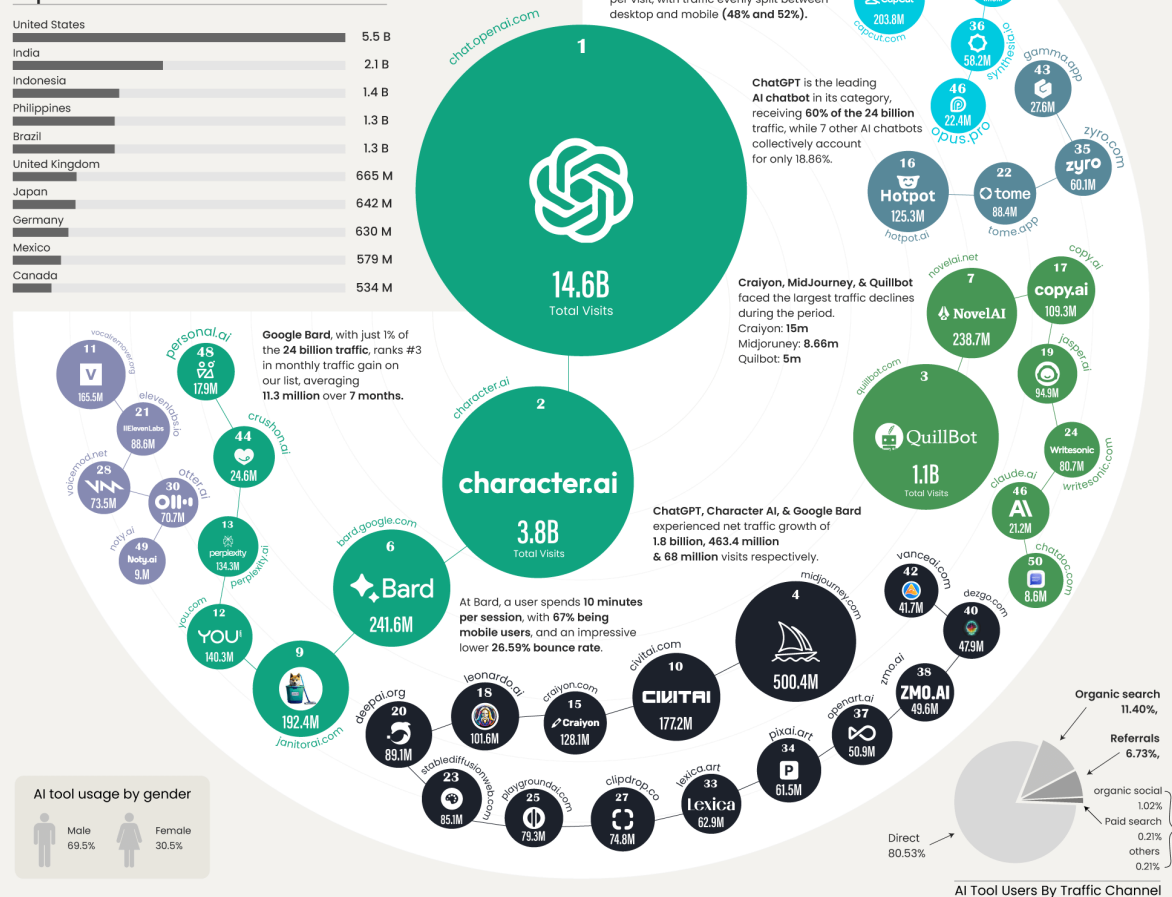 per visit, with traffic evenly split between
desktop and mobile (48% and 52%).
United States
5.5 B
India
2.1 B
Indonesia
1.4 B
Philippines
1.3 B
Brazil
1.3 B
United Kingdom
665 M
Japan
642 M
Germany
630 M
Mexico
579 M
Canada
534 M
chat.openai.com
1
14.6B
Total Visits
203.8M
capcut.com
36
58.2M
synthesia.io
46
22.4M
opus.pro
gamma.app
43
27.6M
zyro.com
35
zyro
60.1M
22
tome
88.4M
tome.app
16
Hotpot
125.3M
hotpot.ai
ChatGPT is the leading
AI chatbot in its category,
receiving 60% of the 24 billion
traffic, while 7 other AI chatbots
collectively account
for only 18.86%.
Craiyon, MidJourney, & Quillbot
faced the largest traffic declines
during the period.
Craiyon: 15m
Midjoruney: 8.66m
Quilbot: 5m
novelai.net
7
NovelAI
238.7M
copy.ai
17
copy.ai
109.3M
jasper.ai
19
94.9M
24
Writesonic
80.7M
writesonic.com
claude.ai
46
AI
21.2M
chatdoc.com
50
8.6M
quillbot.com
3
QuillBot
1.1B
Total Visits
Google Bard, with just 1% of
the 24 billion traffic, ranks #3
in monthly traffic gain on
our list, averaging
11.3 million over 7 months.
vocalremover.org
11
V
165.5M
elevenlabs.io
21
IIElevenLabs
88.6M
voicemod.net
28
73.5M
otter.ai
30
70.7M
noty.ai
49
Noty.ai
9.M
personal.ai
48
17.9M
crushon.ai
44
24.6M
13
perplexity
134.3M
perplexity.ai
you.com
12
YOU
140.3M
9
192.4M
janitorai.com
bard.google.com
6
Bard
241.6M
character.ai
2
character.ai
3.8B
Total Visits
ChatGPT, Character AI, & Google Bard
experienced net traffic growth of
1.8 billion, 463.4 million
& 68 million visits respectively.
At Bard, a user spends 10 minutes
per session, with 67% being
mobile users, and an impressive
lower 26.59% bounce rate.
midjourney.com
4
500.4M
civitai.com
10
CIVITAI
177.2M
craiyon.com
15
Craiyon
128.1M
leonardo.ai
18
101.6M
deepai.org
20
89.1M
stablediffusionweb.com
23
85.1M
playgroundai.com
25
79.3M
clipdrop.co
27
74.8M
lexica.art
33
Lexica
62.9M
pixai.art
34
P
61.5M
openart.ai
37
50.9M
zmo.ai
38
ZMO.AI
49.6M
dezgo.com
40
47.9M
vanceai.com
42
41.7M
AI tool usage by gender
Male
69.5%
Female
30.5%
Organic search
11.40%,
Referrals
6.73%,
organic social
1.02%
Paid search
0.21%
others
0.21%
Direct
80.53%
AI Tool Users By Traffic Channel